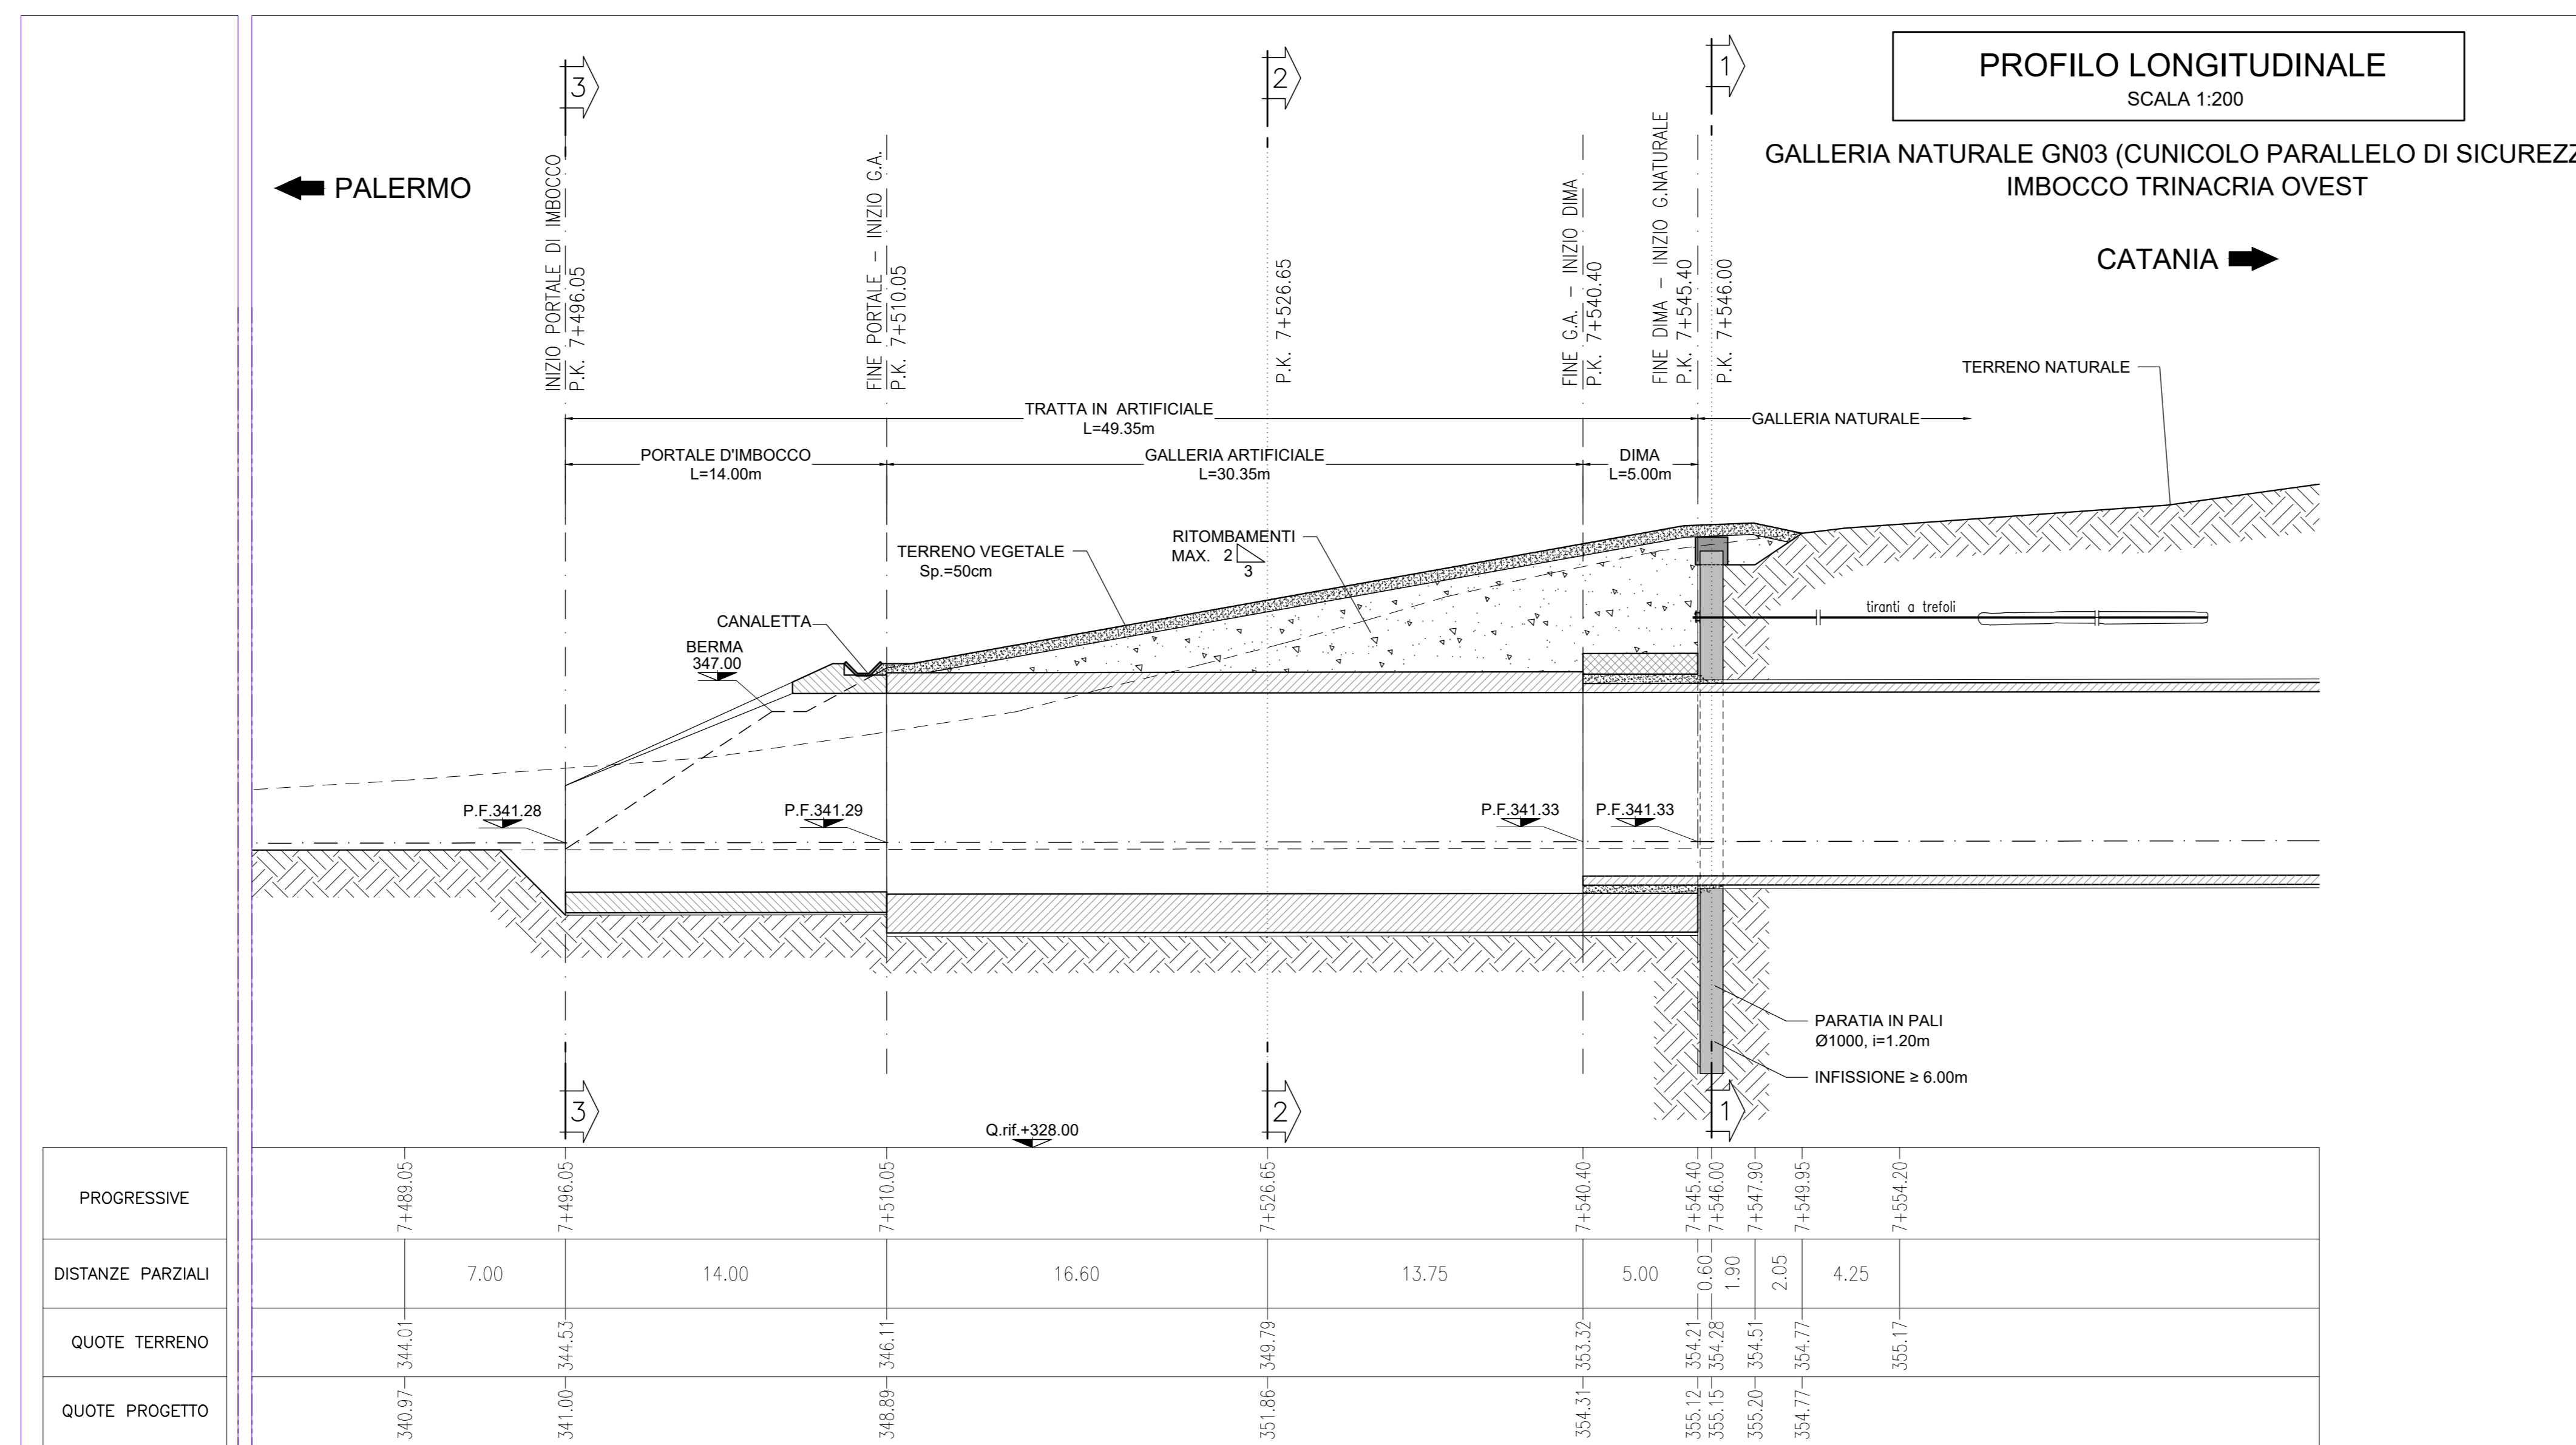 PROFILO LONGITUDINALE
SCALA 1:200
GALLERIA NATURALE GN03 (CUNICOLO PARALLELO DI SICUREZZ
IMBOCCO TRINACRIA OVEST
PALERMO
CATANIA
3
2
1
INIZIO PORTALE DI IMBOCCO
P.K. 7+496.05
FINE PORTALE - INIZIO G.A.
P.K. 7+510.05
P.K. 7+526.65
FINE G.A. - INIZIO DIMA
P.K. 7+540.40
FINE DIMA - INIZIO G.NATURALE
P.K. 7+545.40
P.K. 7+546.00
TERRENO NATURALE
TRATTA IN ARTIFICIALE
L=49.35m
GALLERIA NATURALE
PORTALE D'IMBOCCO
L=14.00m
GALLERIA ARTIFICIALE
L=30.35m
DIMA
L=5.00m
TERRENO VEGETALE
Sp.=50cm
RITOMBAMENTI
MAX. 2
3
CANALETTA
BERMA
347.00
tiranti a trefoli
P.F.341.28
P.F.341.29
P.F.341.33
P.F.341.33
PARATIA IN PALI
Ø1000, i=1.20m
INFISSIONE ≥ 6.00m
3
2
1
Q.rif.+328.00
PROGRESSIVE
7+489.05
7+496.05
7+510.05
7+526.65
7+540.40
7+545.40
7+546.00
7+547.90
7+549.95
7+554.20
DISTANZE PARZIALI
7.00
14.00
16.60
13.75
5.00
0.60
1.90
2.05
4.25
QUOTE TERRENO
344.01
344.53
346.11
349.79
353.32
354.21
354.28
354.51
354.77
355.17
QUOTE PROGETTO
340.97
341.00
348.89
351.86
354.31
355.12
355.15
355.20
354.77